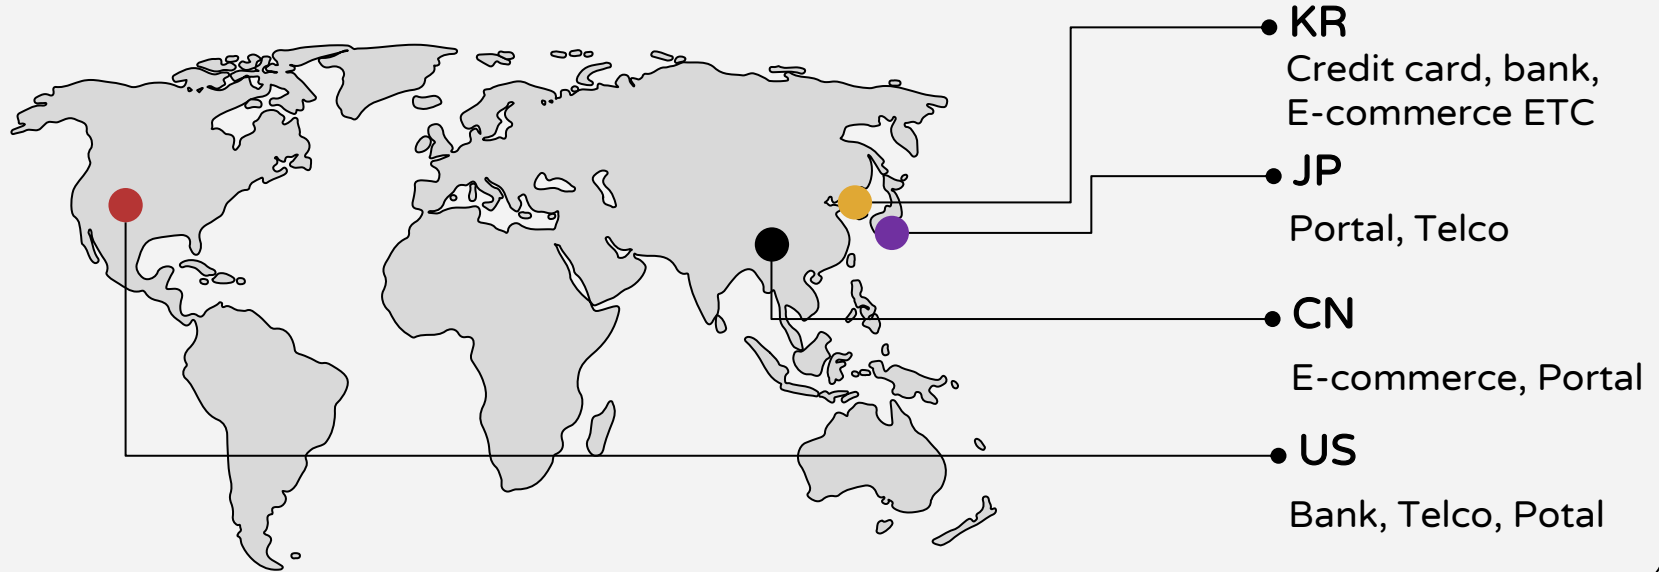 KR
Credit card, bank,
E-commerce ETC
JP
Portal, Telco
CN
E-commerce, Portal
US
Bank, Telco, Potal